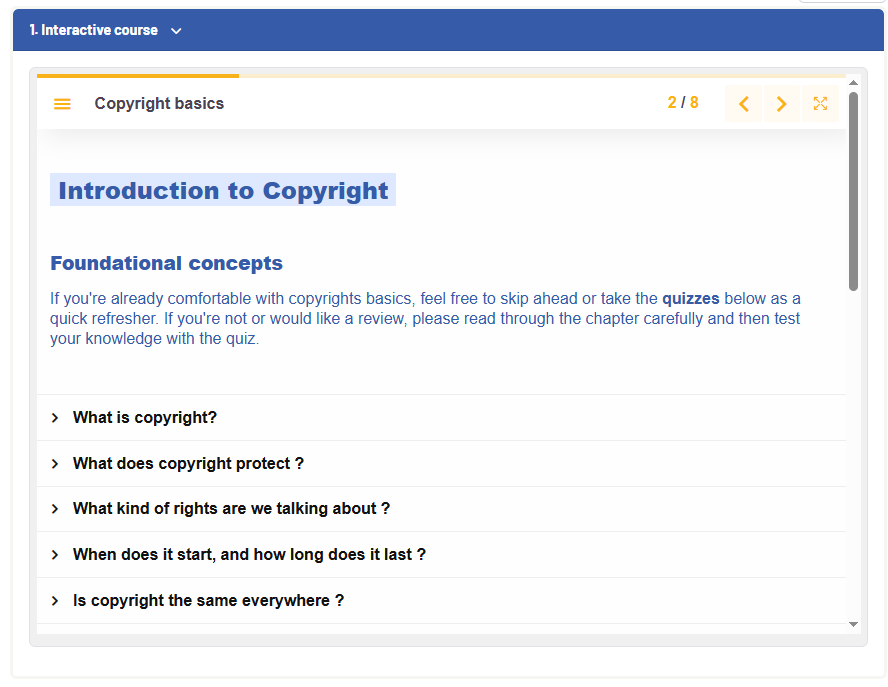 1. Interactive course
Copyright basics
2 / 8
Introduction to Copyright
Foundational concepts
If you're already comfortable with copyrights basics, feel free to skip ahead or take the quizzes below as a
quick refresher. If you're not or would like a review, please read through the chapter carefully and then test
your knowledge with the quiz.
What is copyright?
What does copyright protect ?
What kind of rights are we talking about ?
When does it start, and how long does it last ?
Is copyright the same everywhere ?